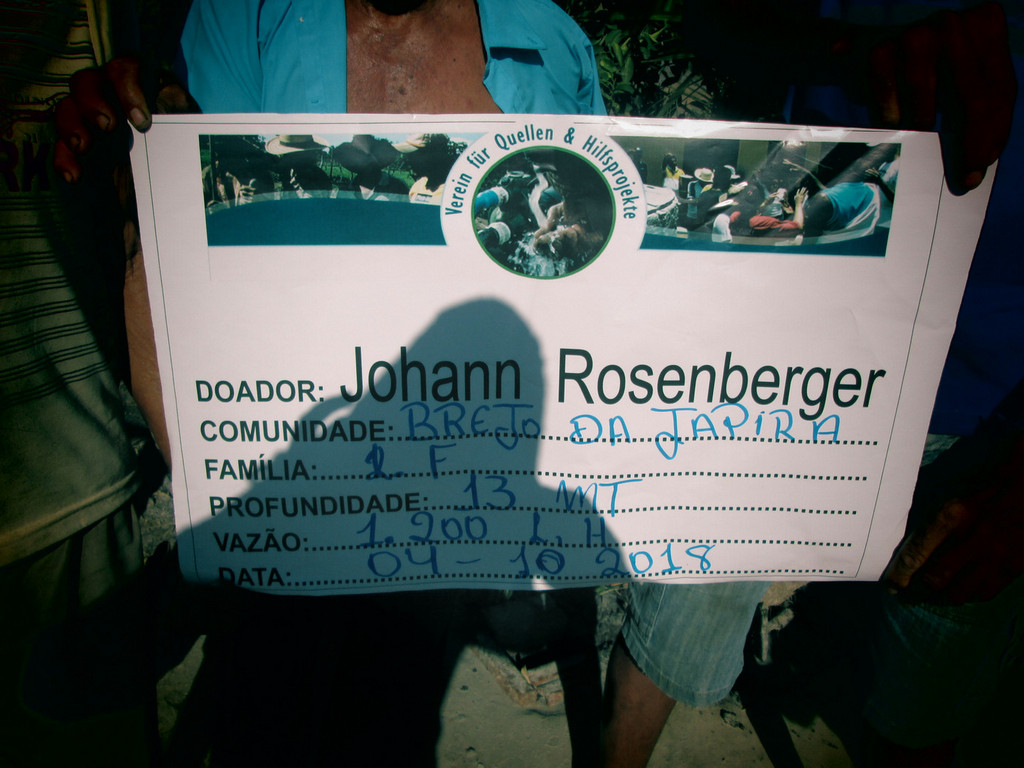 Verein für Quellen & Hilfsprojekte
DOADOR: Johann Rosenberger
COMUNIDADE: BREJO DA JAPIRA
FAMÍLIA: 2. F
PROFUNDIDADE: 13 MT
VAZÃO: 1.200 L. H
DATA: 04-10 2018